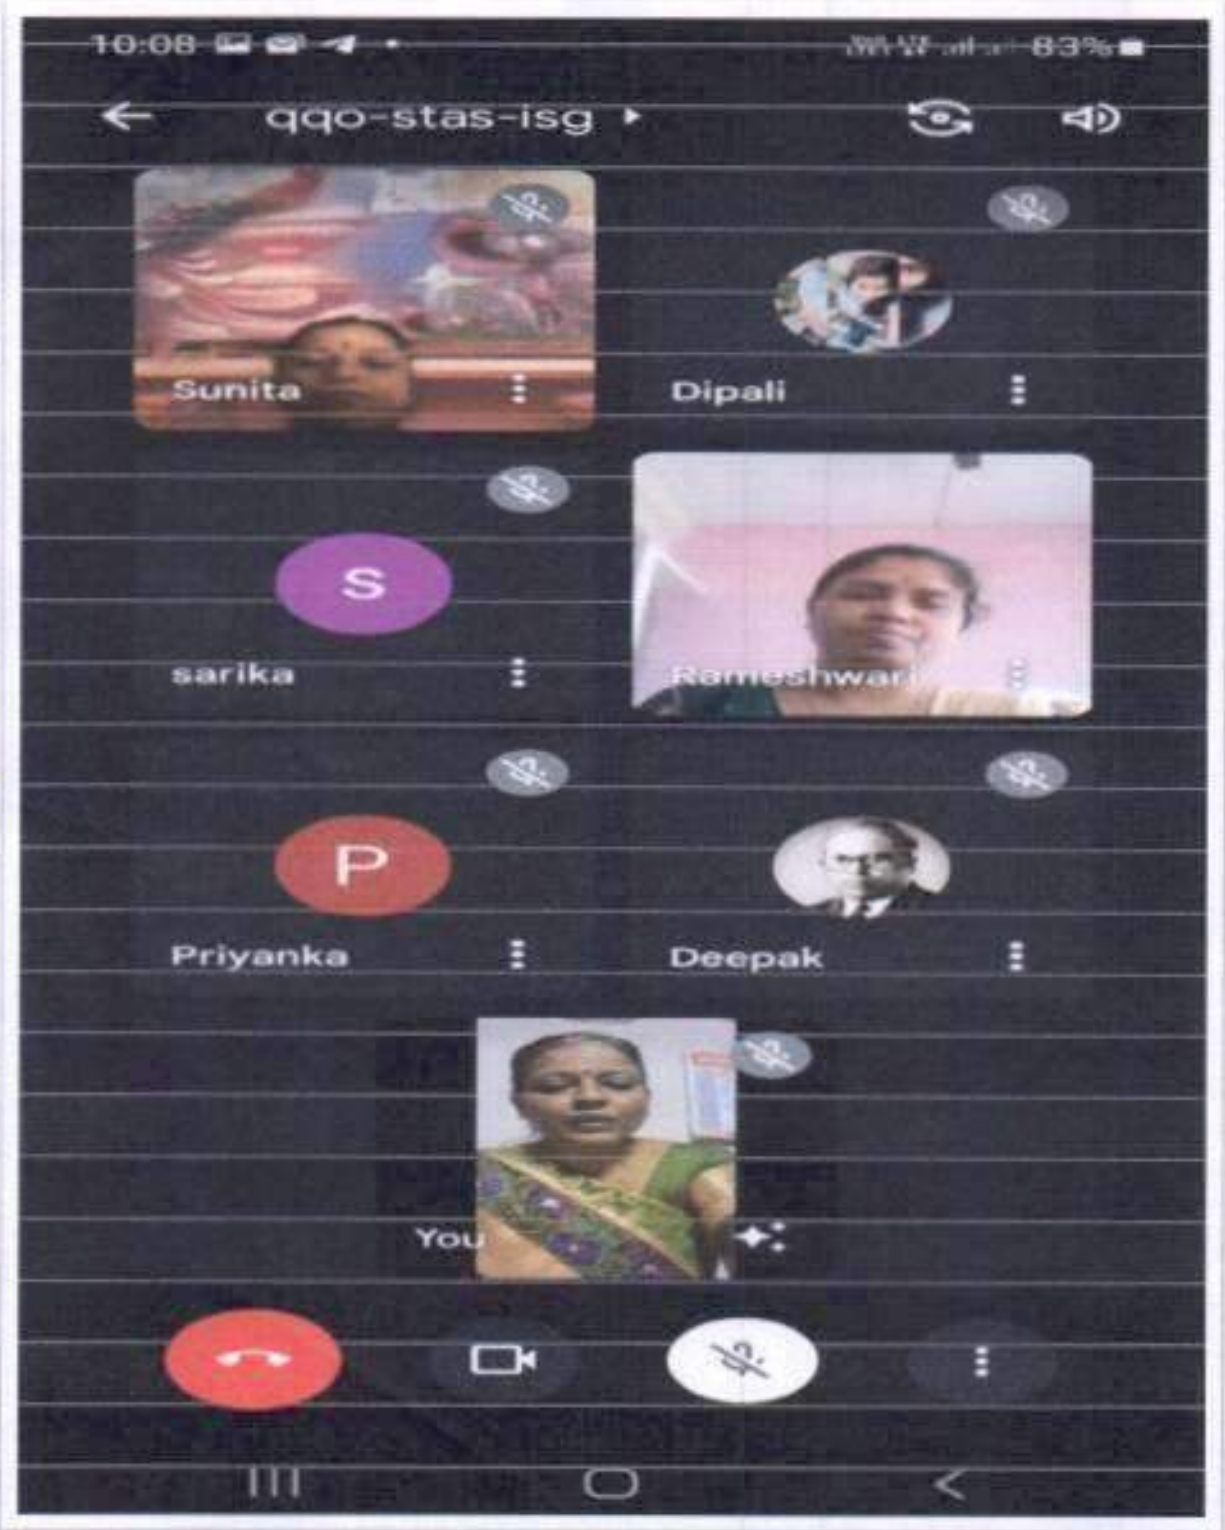 10:08 83%
qqo-stas-isg
Sunita
Dipali
S
sarika
Rameshwari
P
Priyanka
Deepak
You